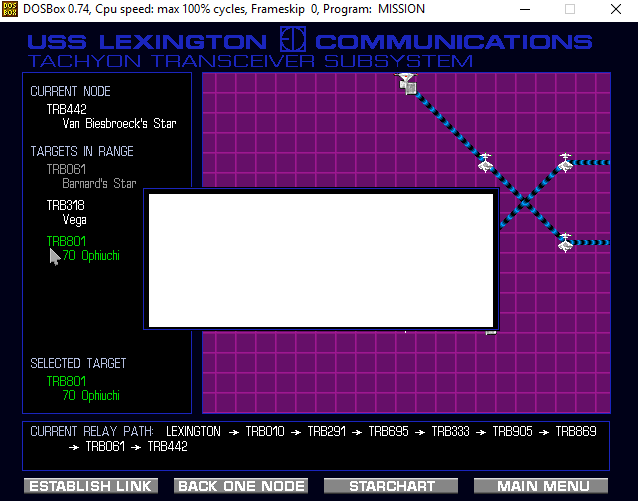 DOSBox 0.74, Cpu speed: max 100% cycles, Frameskip 0, Program: MISSION
USS LEXINGTON COMMUNICATIONS
TACHYON TRANSCEIVER SUBSYSTEM
CURRENT NODE
TRB442
Van Biesbroeck's Star
TARGETS IN RANGE
TRB061
Barnard's Star
TRB318
Vega
TRB801
70 Ophiuchi
SELECTED TARGET
TRB801
70 Ophiuchi
CURRENT RELAY PATH: LEXINGTON → TRB010 → TRB291 → TRB695 → TRB333 → TRB905 → TRB869
→ TRB061 → TRB442
ESTABLISH LINK BACK ONE NODE STARCHART MAIN MENU